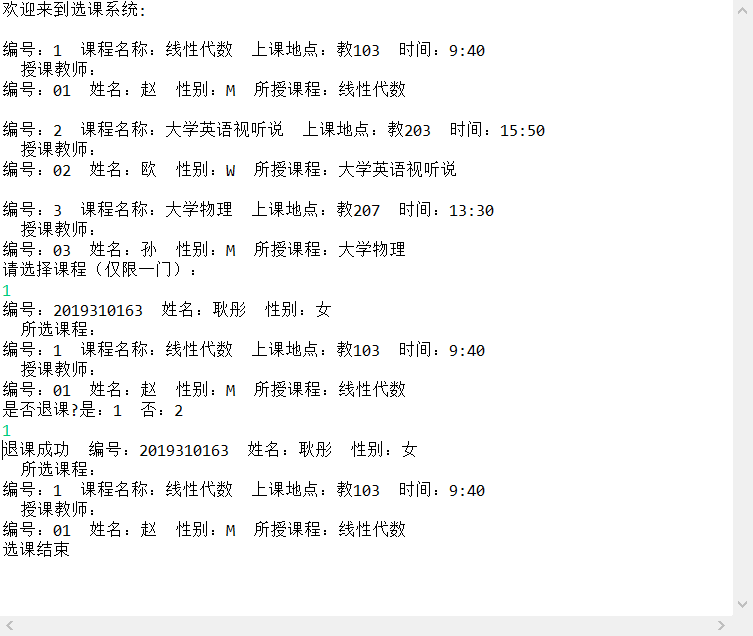 欢迎来到选课系统:
编号：1  课程名称：线性代数  上课地点：教103  时间：9:40
授课教师：
编号：01  姓名：赵  性别：M  所授课程：线性代数
编号：2  课程名称：大学英语视听说  上课地点：教203  时间：15:50
授课教师：
编号：02  姓名：欧  性别：W  所授课程：大学英语视听说
编号：3  课程名称：大学物理  上课地点：教207  时间：13:30
授课教师：
编号：03  姓名：孙  性别：M  所授课程：大学物理
请选择课程（仅限一门）：
1
编号：2019310163  姓名：耿彤  性别：女
所选课程：
编号：1  课程名称：线性代数  上课地点：教103  时间：9:40
授课教师：
编号：01  姓名：赵  性别：M  所授课程：线性代数
是否退课?是：1  否：2
1
退课成功  编号：2019310163  姓名：耿彤  性别：女
所选课程：
编号：1  课程名称：线性代数  上课地点：教103  时间：9:40
授课教师：
编号：01  姓名：赵  性别：M  所授课程：线性代数
选课结束